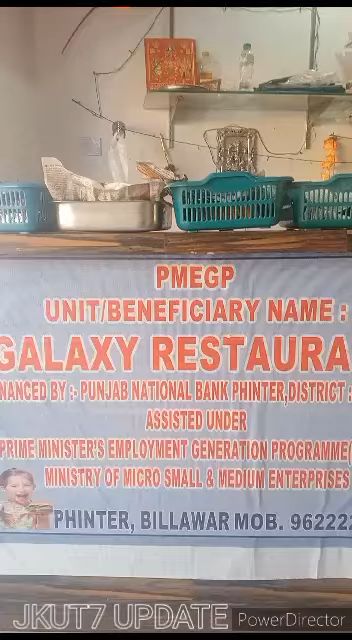 PMEGP
UNIT/BENEFICIARY NAME :
GALAXY RESTAURA
NANCED BY :- PUNJAB NATIONAL BANK PHINTER,DISTRICT :
ASSISTED UNDER
PRIME MINISTER'S EMPLOYMENT GENERATION PROGRAMME(
MINISTRY OF MICRO SMALL & MEDIUM ENTERPRISES
PHINTER, BILLAWAR MOB. 962222
JKUT7 UPDATE
PowerDirector